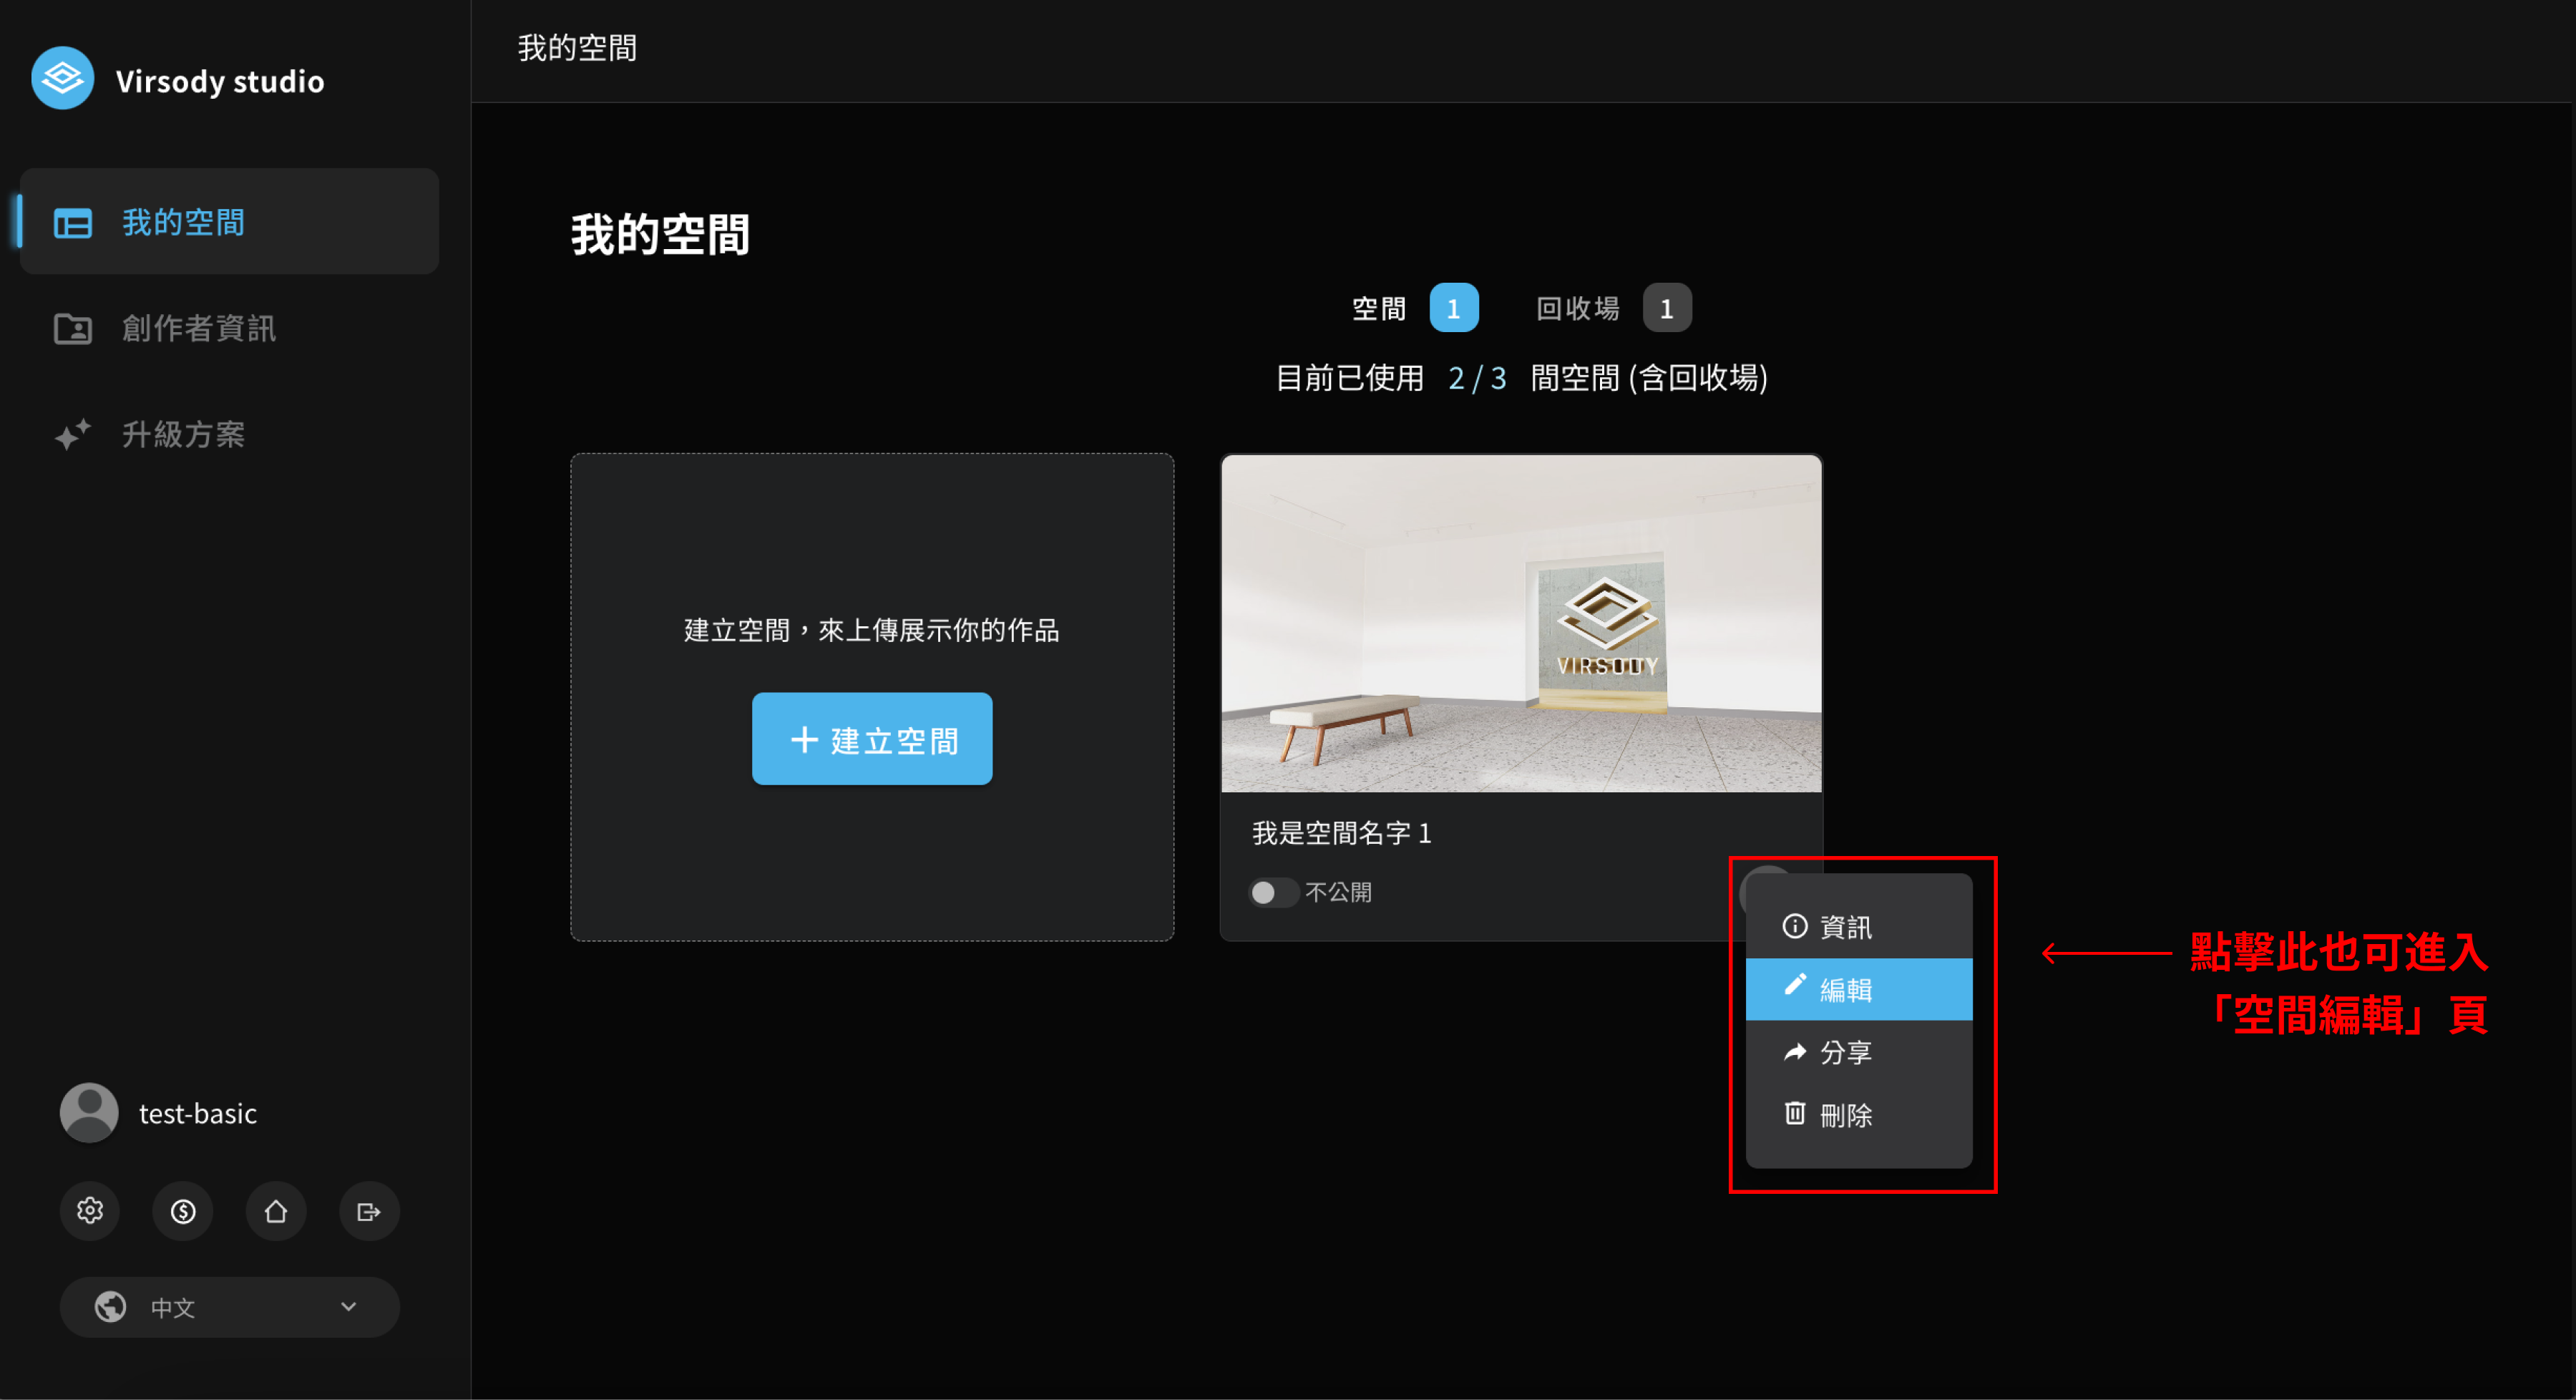 Virsody studio
我的空間
創作者資訊
升級方案
test-basic
中文
我的空間
我的空間
空間 1 回收場 1
目前已使用 2 / 3 間空間 (含回收場)
建立空間，來上傳展示你的作品
建立空間
VIRSODY
我是空間名字 1
不公開
資訊
編輯
分享
刪除
點擊此也可進入
「空間編輯」頁